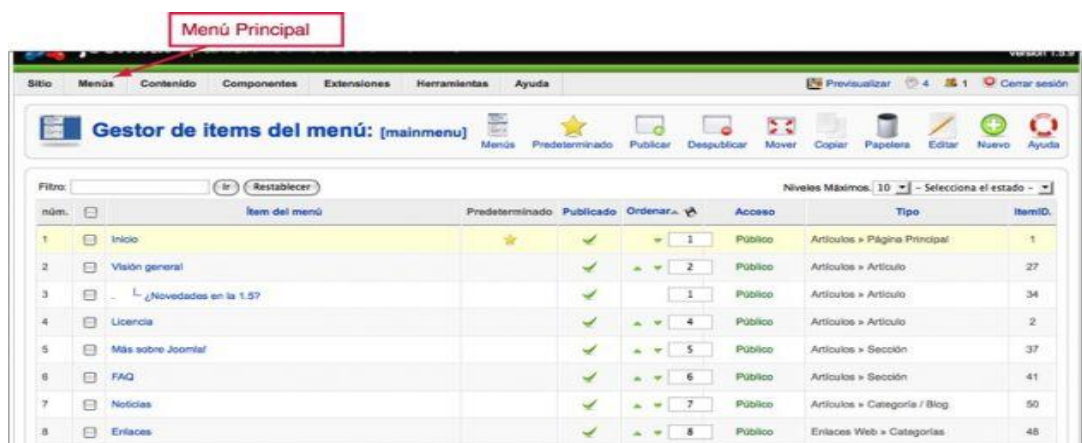 Menú Principal
Versión 1.5.9
Sitio Menús Contenido Componentes Extensiones Herramientas Ayuda Previsualizar 4 1 Cerrar sesión
Gestor de items del menú: [mainmenu]
Menús Predeterminado Publicar Despublicar Mover Copiar Papelera Editar Nuevo Ayuda
Filtro: Ir Restablecer Niveles Máximos. 10 - Selecciona el estado -
núm. Ítem del menú Predeterminado Publicado Ordenar Acceso Tipo ItemID.
1 Inicio 1 Público Artículos » Página Principal 1
2 Visión general 2 Público Artículos » Artículo 27
3 . ¿Novedades en la 1.5? 1 Público Artículos » Artículo 34
4 Licencia 4 Público Artículos » Artículo 2
5 Más sobre Joomla! 5 Público Artículos » Sección 37
6 FAQ 6 Público Artículos » Sección 41
7 Noticias 7 Público Artículos » Categoría / Blog 50
8 Enlaces 8 Público Enlaces Web » Categorías 48